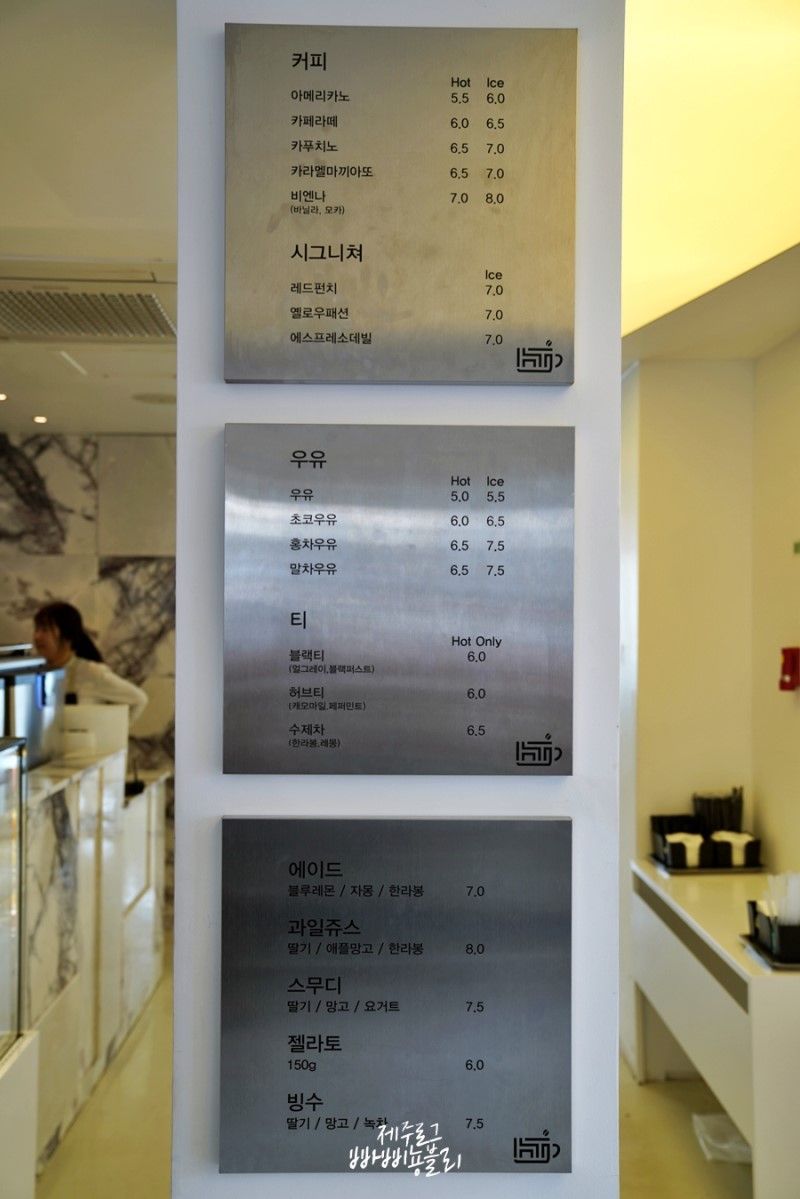 커피
Hot Ice
아메리카노 5.5 6.0
카페라떼 6.0 6.5
카푸치노 6.5 7.0
카라멜마끼아또 6.5 7.0
비엔나 7.0 8.0
(바닐라, 모카)
시그니쳐
Ice
레드펀치 7.0
옐로우패션 7.0
에스프레소데빌 7.0
우유
Hot Ice
우유 5.0 5.5
초코우유 6.0 6.5
홍차우유 6.5 7.5
말차우유 6.5 7.5
티
Hot Only
블랙티 6.0
(얼그레이,블랙퍼스트)
허브티 6.0
(캐모마일,페퍼민트)
수제차 6.5
(한라봉,레몽)
에이드
블루레몬 / 자몽 / 한라봉 7.0
과일쥬스
딸기 / 애플망고 / 한라봉 8.0
스무디
딸기 / 망고 / 요거트 7.5
젤라토
150g 6.0
빙수
딸기 / 망고 / 녹차 7.5
제주로그
빠빠삐용블리